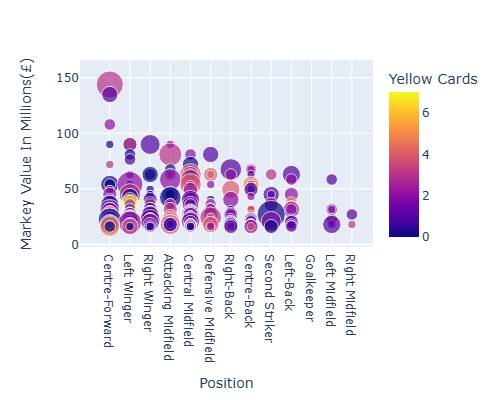 Yellow Cards
150
100
50
0
6
4
2
0
Markey Value In Millions(£)
Centre-Forward
Left Winger
Right Winger
Attacking Midfield
Central Midfield
Defensive Midfield
Right-Back
Centre-Back
Second Striker
Left-Back
Goalkeeper
Left Midfield
Right Midfield
Position